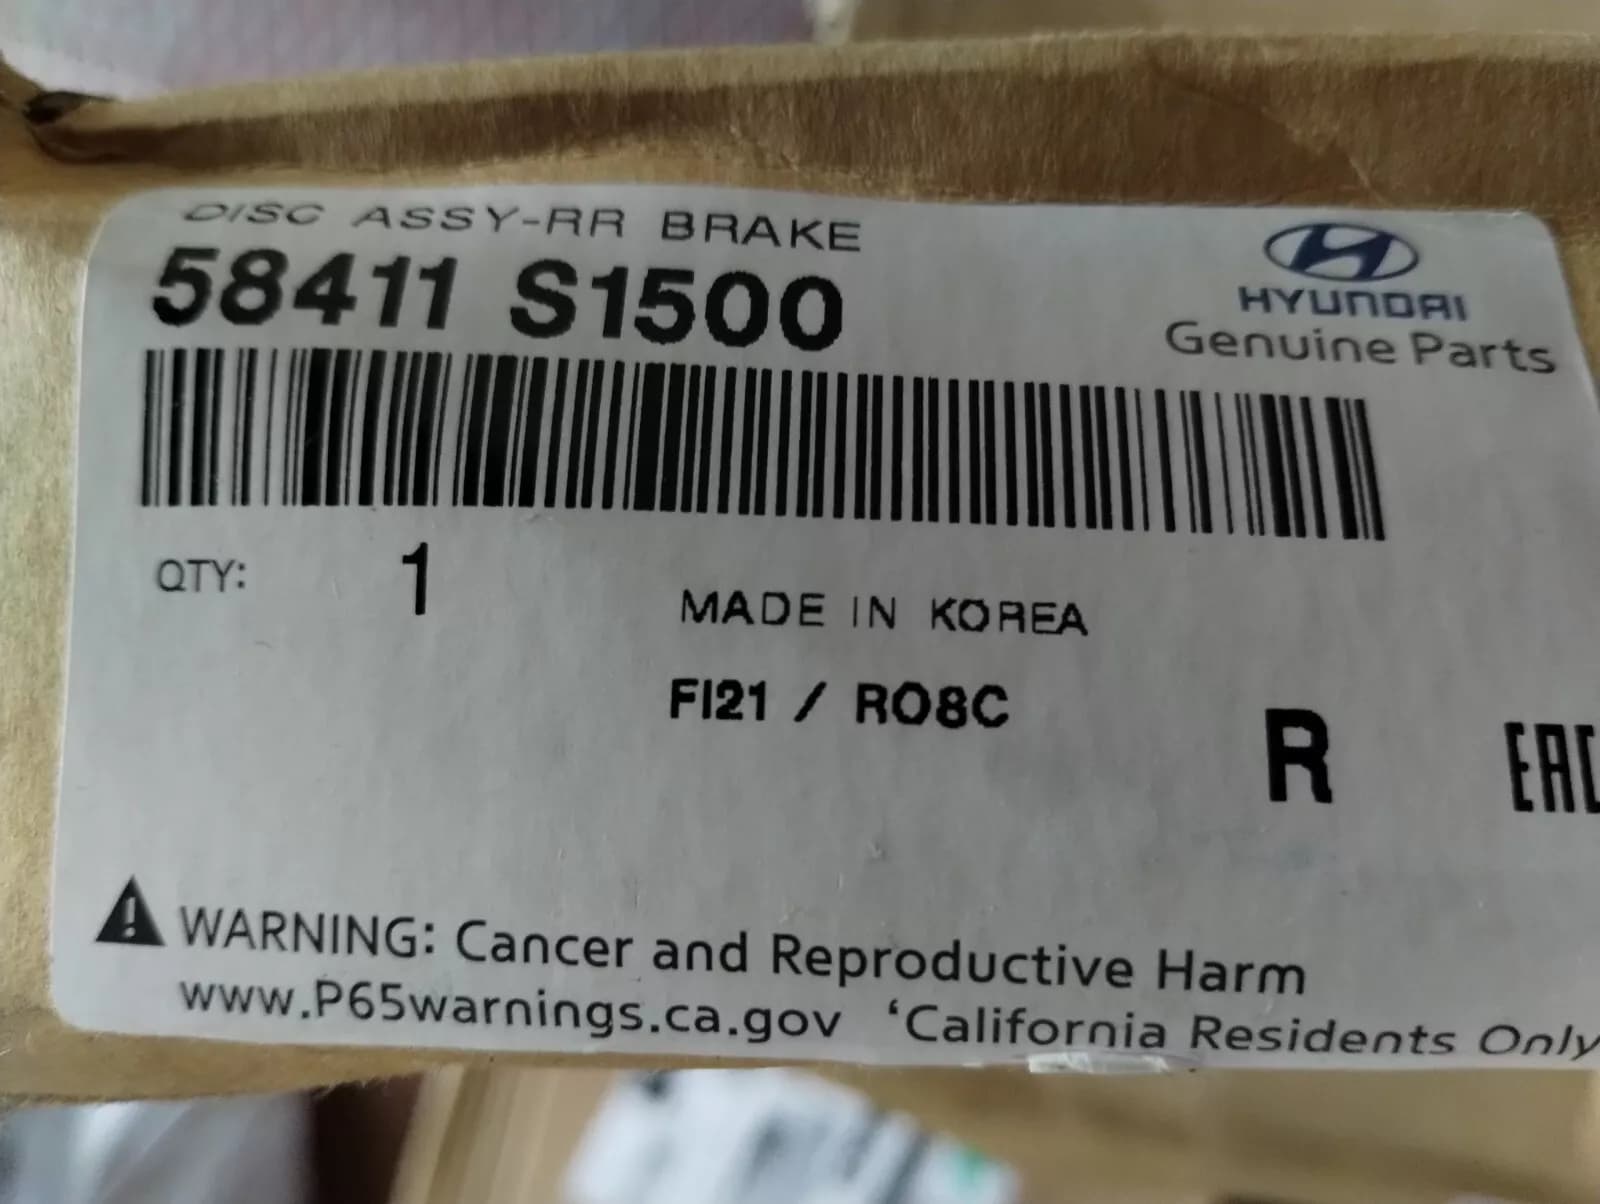 DISC ASSY-RR BRAKE
58411 S1500
HYUNDAI
Genuine Parts
QTY: 1
MADE IN KOREA
FI21 / RO8C
R
EAC
WARNING: Cancer and Reproductive Harm
www.P65warnings.ca.gov ‘California Residents Only